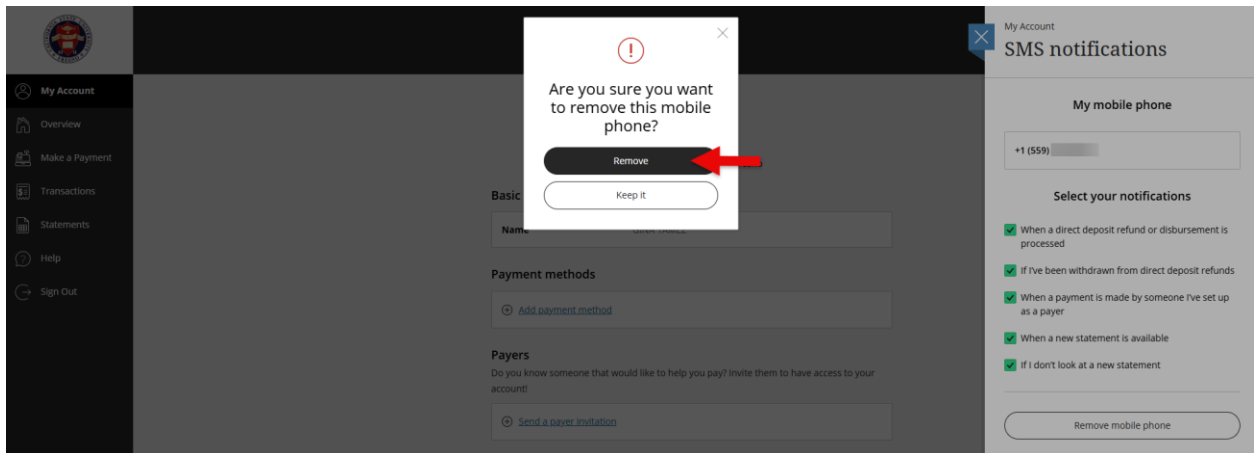 My Account
Overview
Make a Payment
Transactions
Statements
Help
Sign Out
Are you sure you want
to remove this mobile
phone?
Remove
Keep it
Basic
Name
Payment methods
Add payment method
Payers
Do you know someone that would like to help you pay? Invite them to have access to your
account!
Send a payer invitation
My Account
SMS notifications
My mobile phone
+1 (559)
Select your notifications
When a direct deposit refund or disbursement is
processed
If I've been withdrawn from direct deposit refunds
When a payment is made by someone I've set up
as a payer
When a new statement is available
If I don't look at a new statement
Remove mobile phone